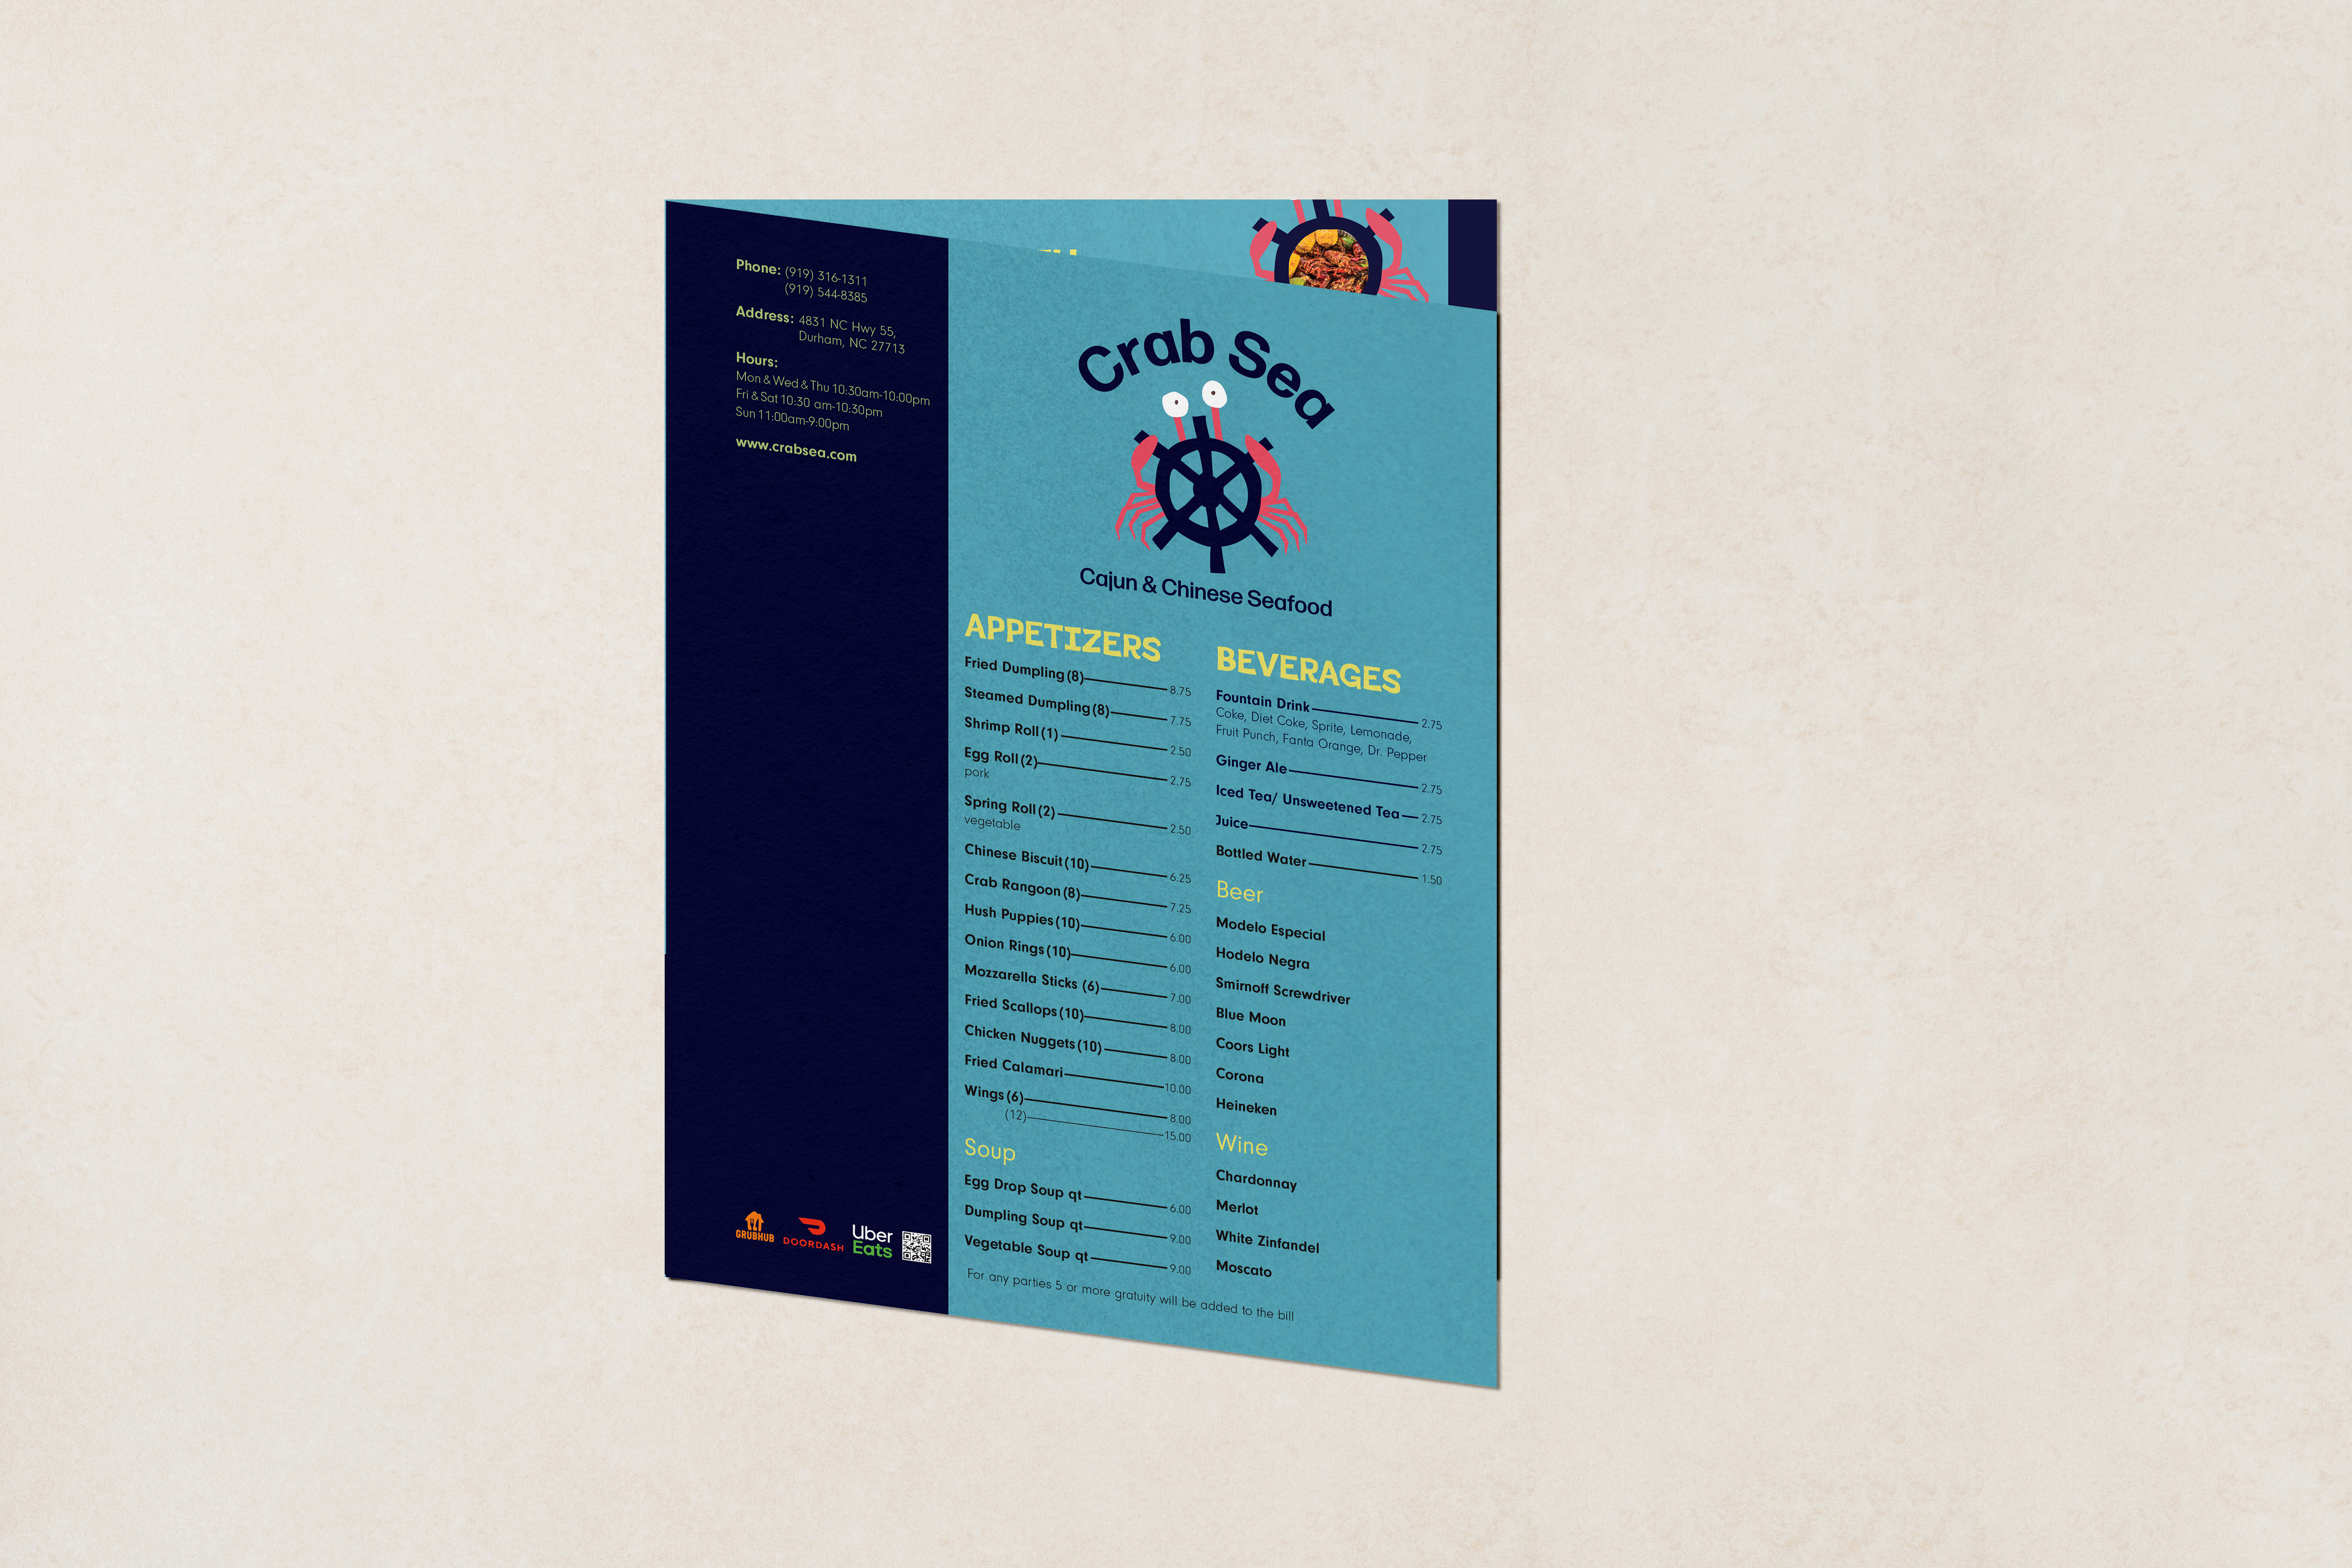 Phone: (919) 316-1311
(919) 544-8385
Address: 4831 NC Hwy 55,
Durham, NC 27713
Hours:
Mon & Wed & Thu 10:30am-10:00pm
Fri & Sat 10:30 am-10:30pm
Sun 11:00am-9:00pm
www.crabsea.com
GRUBHUB
DOORDASH
Uber
Eats
Crab Sea
Cajun & Chinese Seafood
APPETIZERS
Fried Dumpling (8) 8.75
Steamed Dumpling (8) 7.75
Shrimp Roll (1) 2.50
Egg Roll (2) 2.75
pork
Spring Roll (2) 2.50
vegetable
Chinese Biscuit (10) 6.25
Crab Rangoon (8) 7.25
Hush Puppies (10) 6.00
Onion Rings (10) 6.00
Mozzarella Sticks (6) 7.00
Fried Scallops (10) 8.00
Chicken Nuggets (10) 8.00
Fried Calamari 10.00
Wings (6) 8.00
(12) 15.00
Soup
Egg Drop Soup qt 6.00
Dumpling Soup qt 9.00
Vegetable Soup qt 9.00
For any parties 5 or more gratuity will be added to the bill
BEVERAGES
Fountain Drink 2.75
Coke, Diet Coke, Sprite, Lemonade,
Fruit Punch, Fanta Orange, Dr. Pepper
Ginger Ale 2.75
Iced Tea/ Unsweetened Tea 2.75
Juice 2.75
Bottled Water 1.50
Beer
Modelo Especial
Hodelo Negra
Smirnoff Screwdriver
Blue Moon
Coors Light
Corona
Heineken
Wine
Chardonnay
Merlot
White Zinfandel
Moscato